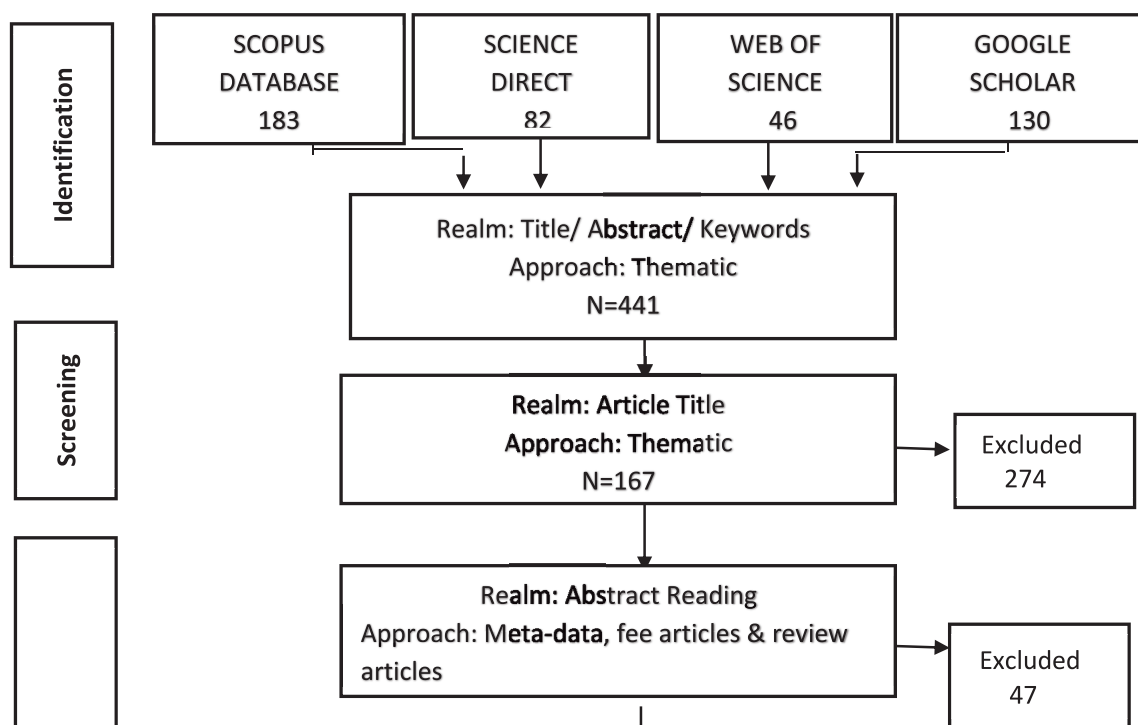 Identification
SCOPUS
DATABASE
183
SCIENCE
DIRECT
82
WEB OF
SCIENCE
46
GOOGLE
SCHOLAR
130
Realm: Title/ Abstract/ Keywords
Approach: Thematic
N=441
Screening
Realm: Article Title
Approach: Thematic
N=167
Excluded
274
Realm: Abstract Reading
Approach: Meta-data, fee articles & review
articles
Excluded
47